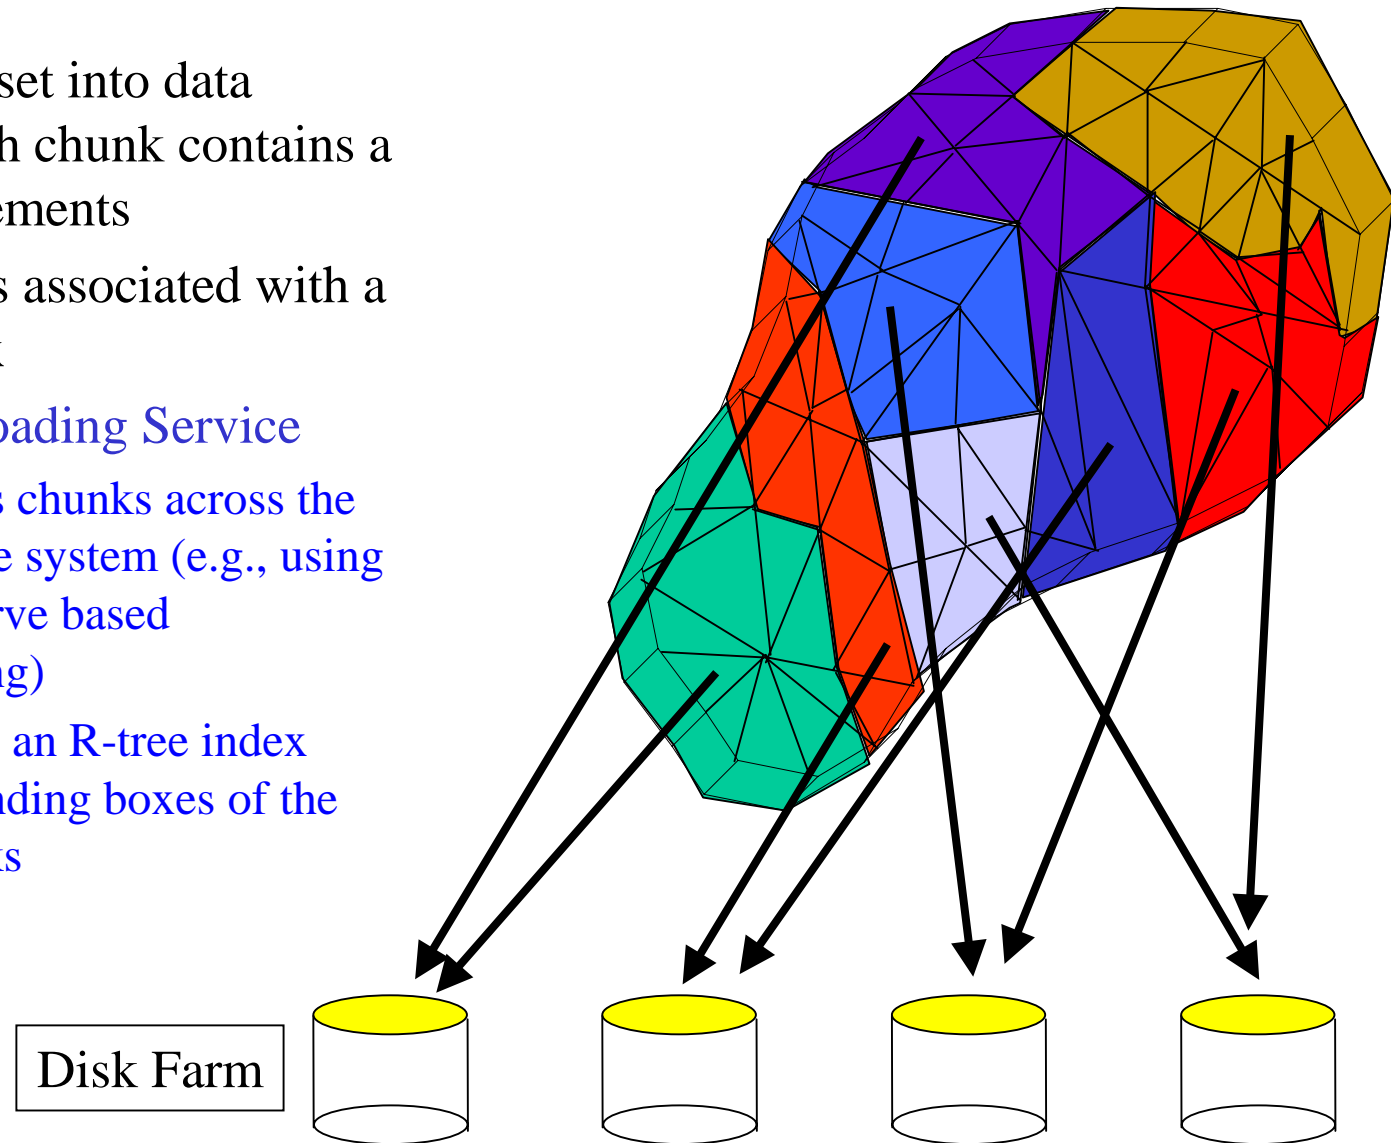 set into data
h chunk contains a
ements
s associated with a
k
oading Service
s chunks across the
e system (e.g., using
rve based
ng)
an R-tree index
nding boxes of the
ks
Disk Farm